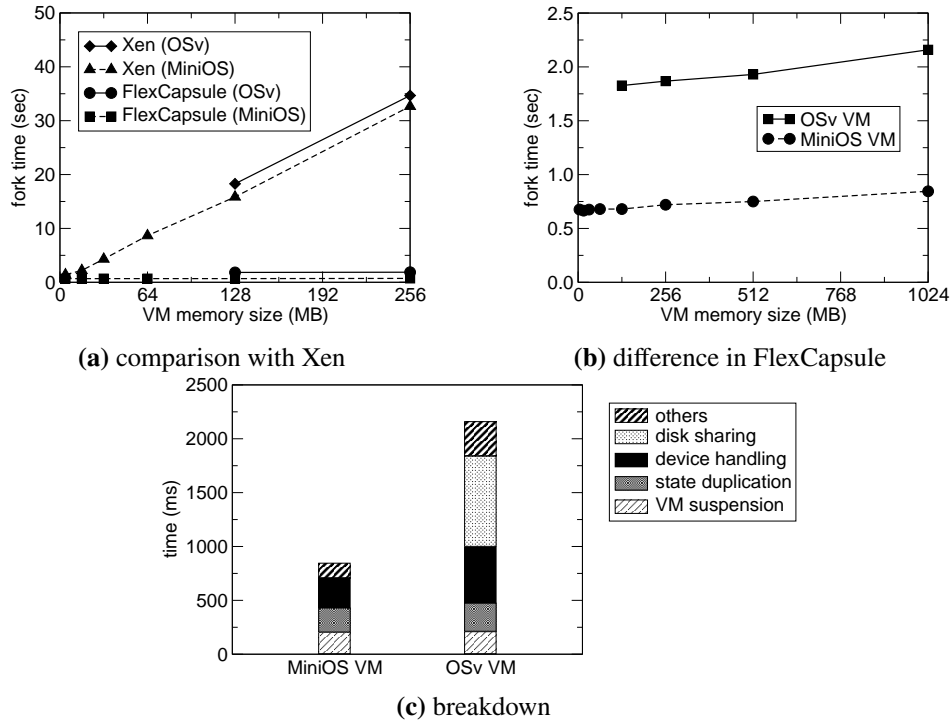 50
40
30
20
10
0
fork time (sec)
Xen (OSv)
Xen (MiniOS)
FlexCapsule (OSv)
FlexCapsule (MiniOS)
0 64 128 192 256
VM memory size (MB)
(a) comparison with Xen
2.5
2.0
1.5
1.0
0.5
0.0
fork time (sec)
OSv VM
MiniOS VM
0 256 512 768 1024
VM memory size (MB)
(b) difference in FlexCapsule
2500
2000
1500
1000
500
0
time (ms)
MiniOS VM OSv VM
others
disk sharing
device handling
state duplication
VM suspension
(c) breakdown